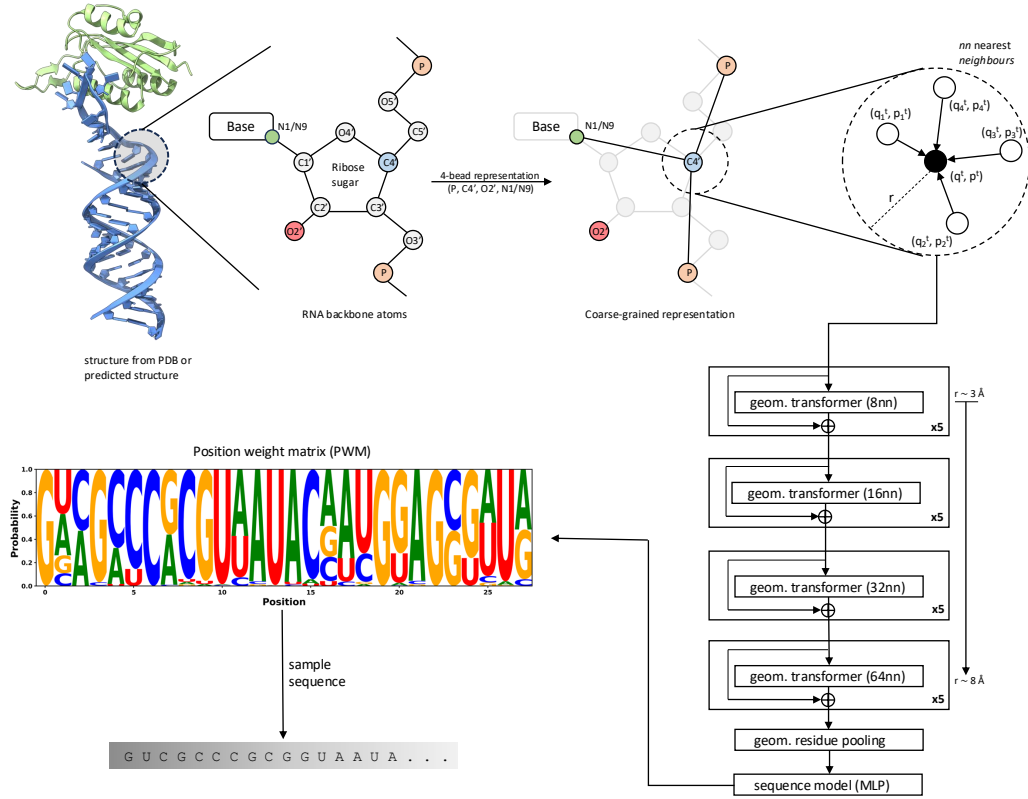 nn nearest
neighbours
P
O5'
C5'
Base
N1/N9
O4'
C4'
C1'
Ribose
sugar
C2'
C3'
O2'
O3'
P
RNA backbone atoms
4-bead representation
(P, C4', O2', N1/N9)
P
Base
N1/N9
C4'
O2'
P
Coarse-grained representation
(q₄ᵗ, p₄ᵗ)
(q₁ᵗ, p₁ᵗ)
(q₃ᵗ, p₃ᵗ)
(qᵗ, pᵗ)
r
(q₂ᵗ, p₂ᵗ)
structure from PDB or
predicted structure
geom. transformer (8nn)
x5
r ~ 3 Å
geom. transformer (16nn)
x5
geom. transformer (32nn)
x5
geom. transformer (64nn)
x5
r ~ 8 Å
geom. residue pooling
sequence model (MLP)
Position weight matrix (PWM)
Probability
1.0
0.8
0.6
0.4
0.2
0.0
0 5 10 15 20 25
Position
sample
sequence
G U C G C C C G C G G U A A U A . . .